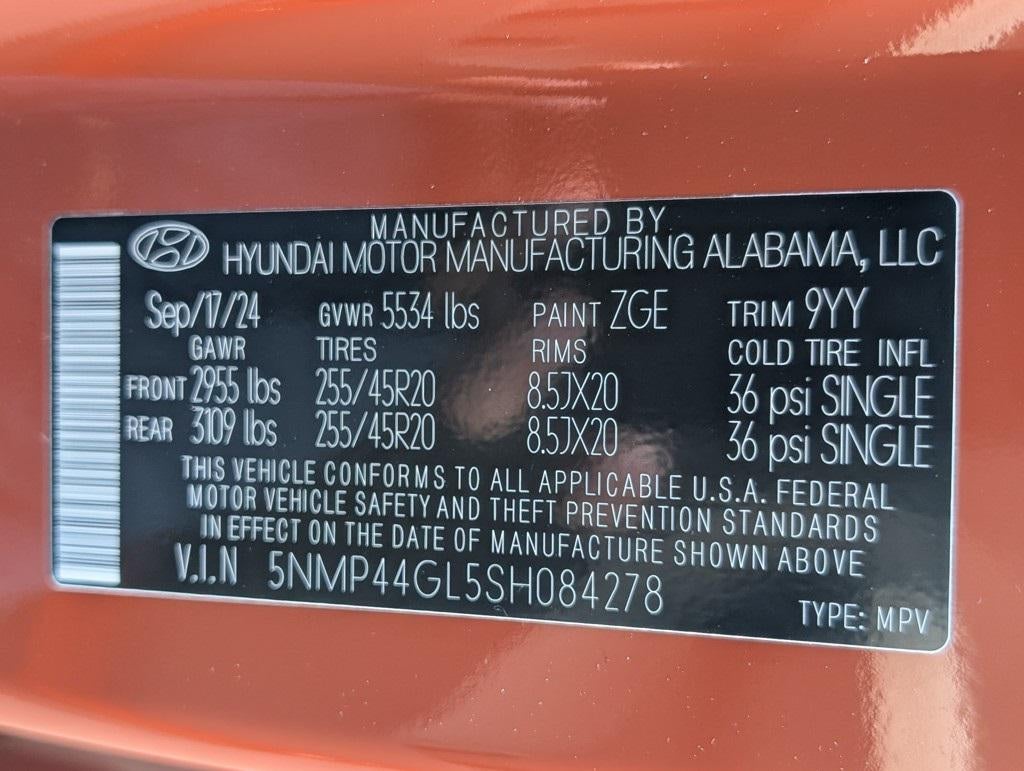 MANUFACTURED BY
HYUNDAI MOTOR MANUFACTURING ALABAMA, LLC
Sep/17/24 GVWR 5534 lbs PAINT ZGE TRIM 9YY
GAWR TIRES RIMS COLD TIRE INFL
FRONT 2955 lbs 255/45R20 8.5JX20 36 psi SINGLE
REAR 3109 lbs 255/45R20 8.5JX20 36 psi SINGLE
THIS VEHICLE CONFORMS TO ALL APPLICABLE U.S.A. FEDERAL
MOTOR VEHICLE SAFETY AND THEFT PREVENTION STANDARDS
IN EFFECT ON THE DATE OF MANUFACTURE SHOWN ABOVE.
V.I.N 5NMP44GL5SH084278
TYPE: MPV